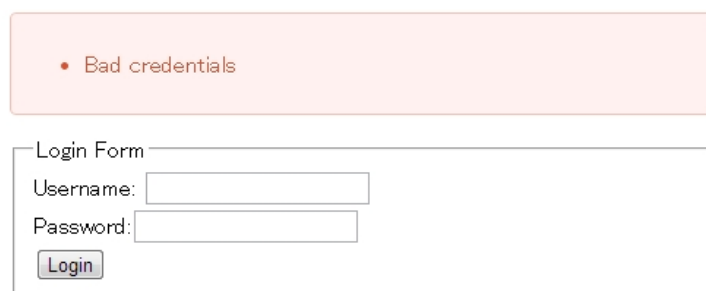 Bad credentials
Login Form
Username:
Password:
Login